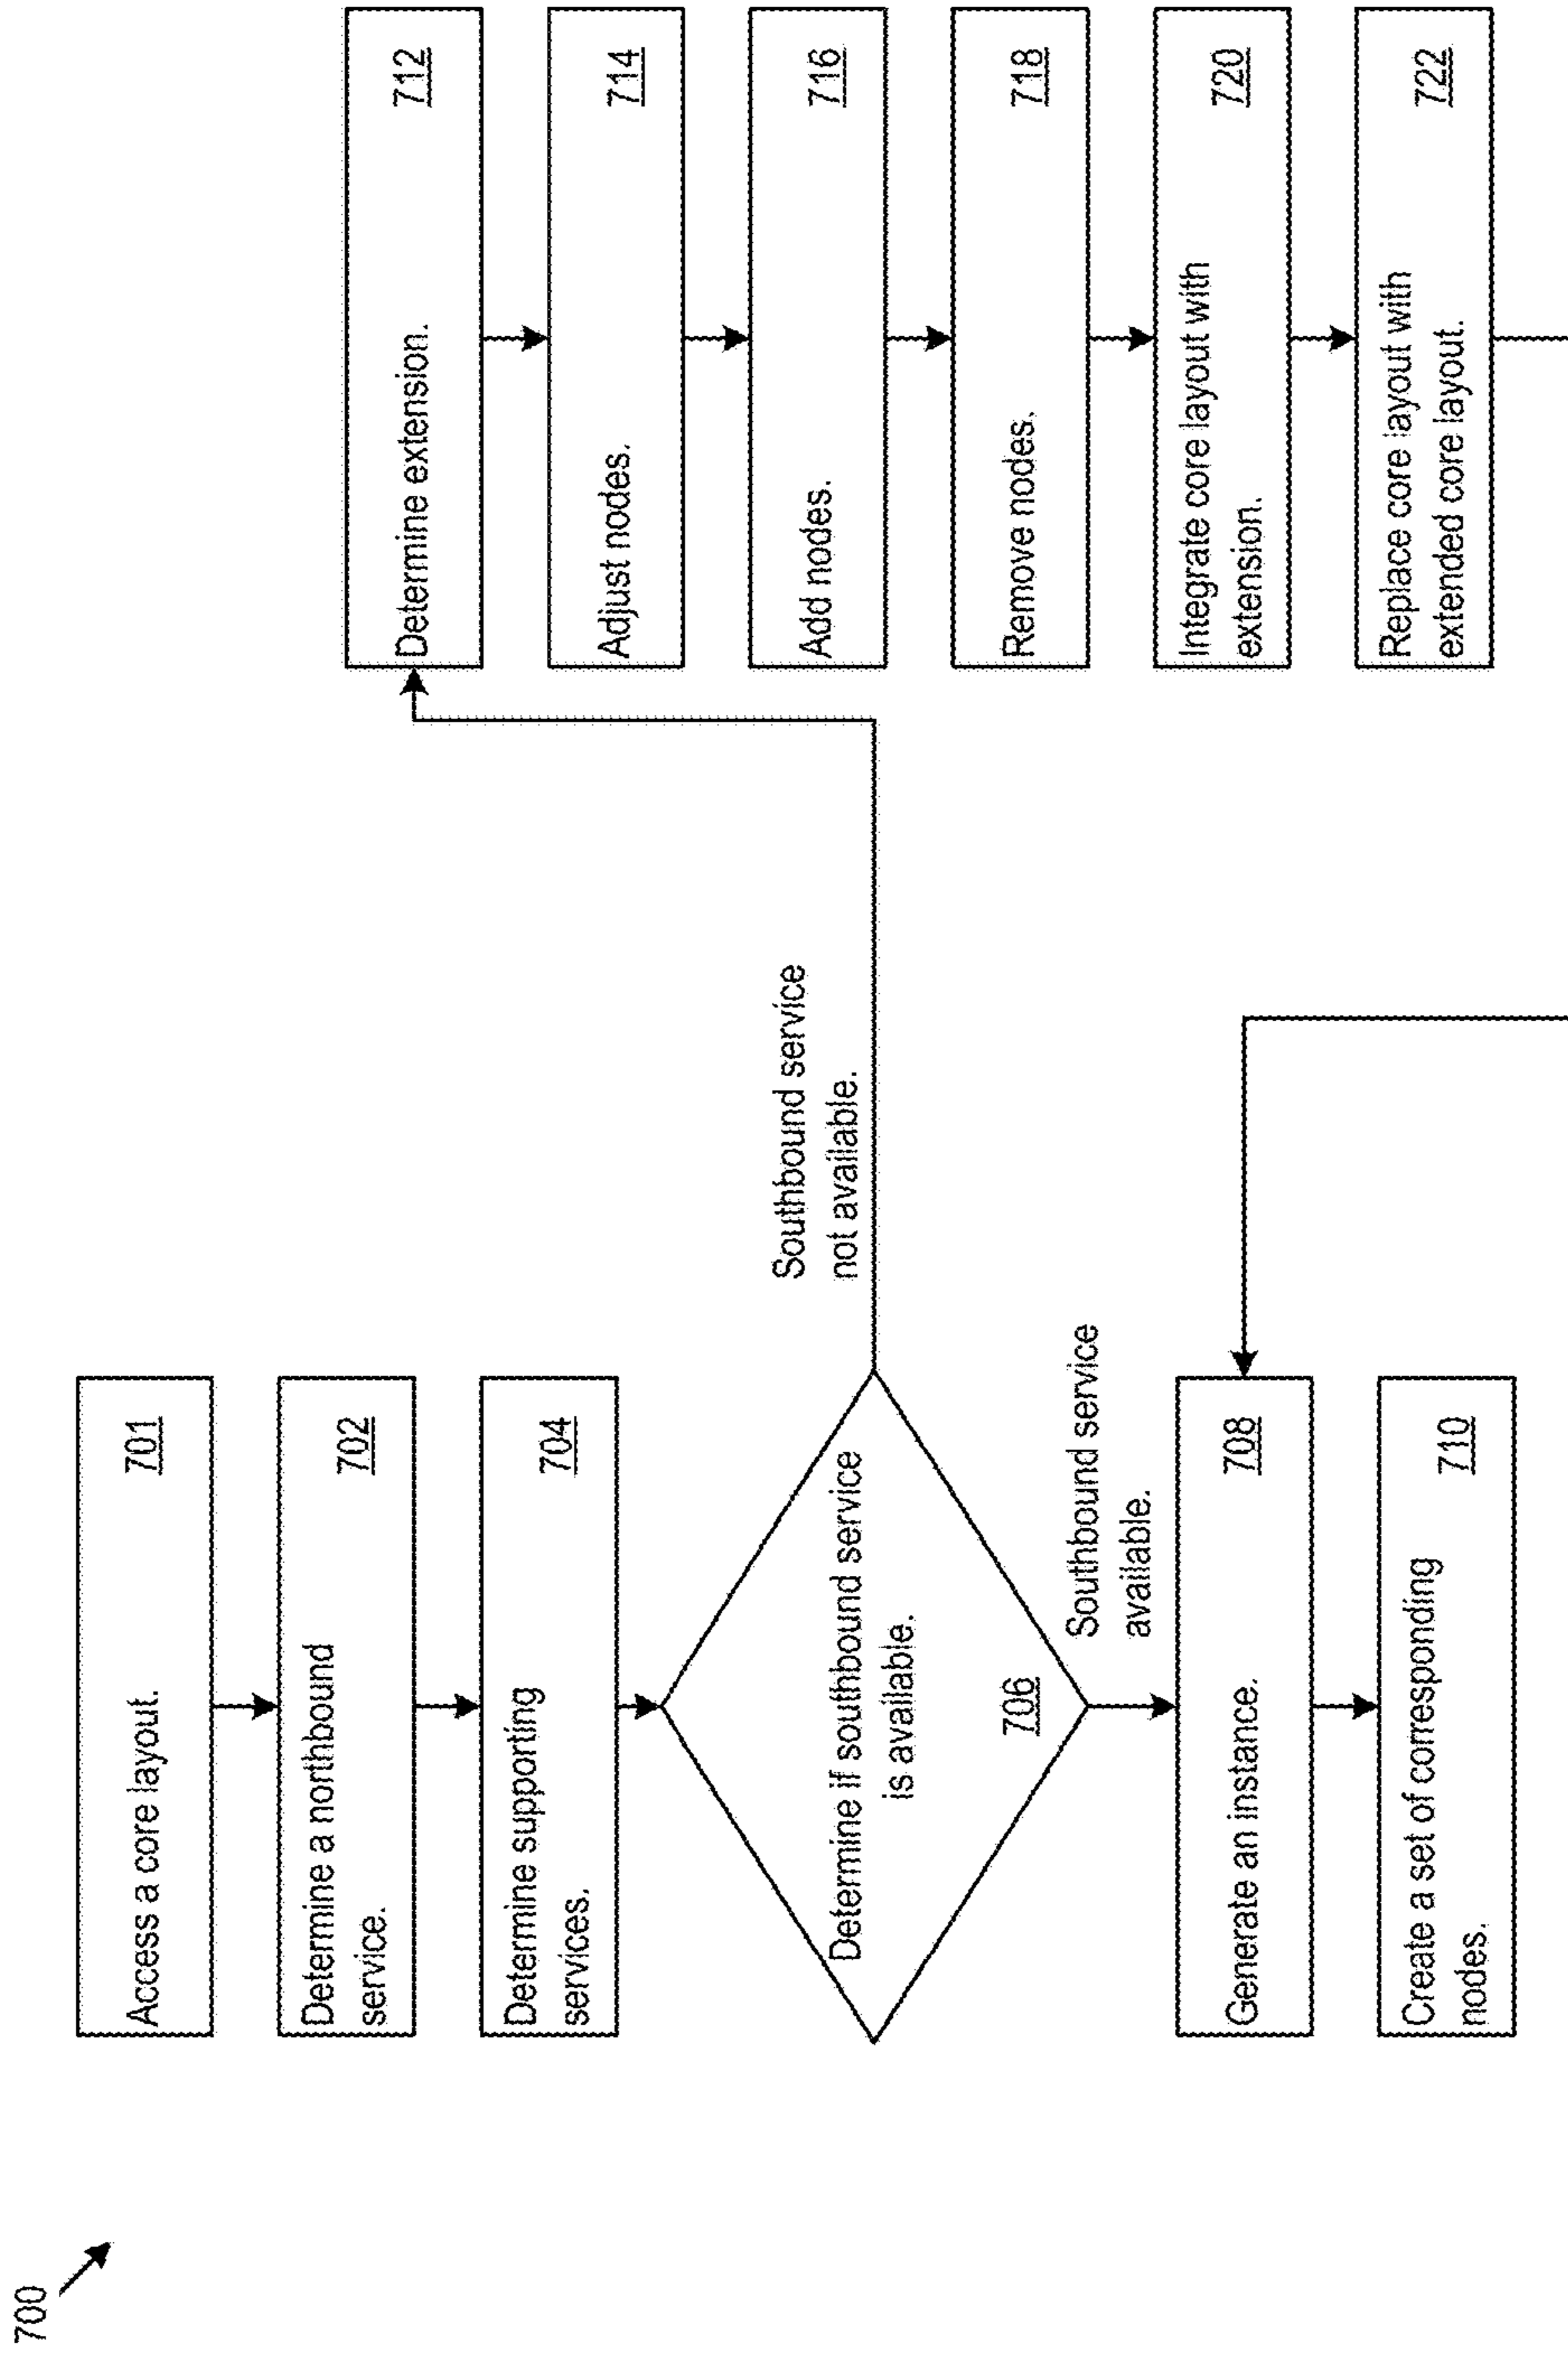 700
Access a core layout.
701
Determine a northbound
service.
702
Determine supporting
services.
704
Determine if southbound service
is available.
706
Southbound service
not available.
Southbound service
available.
Generate an instance.
708
Create a set of corresponding
nodes.
710
Determine extension.
712
Adjust nodes.
714
Add nodes.
716
Remove nodes.
718
Integrate core layout with
extension.
720
Replace core layout with
extended core layout.
722